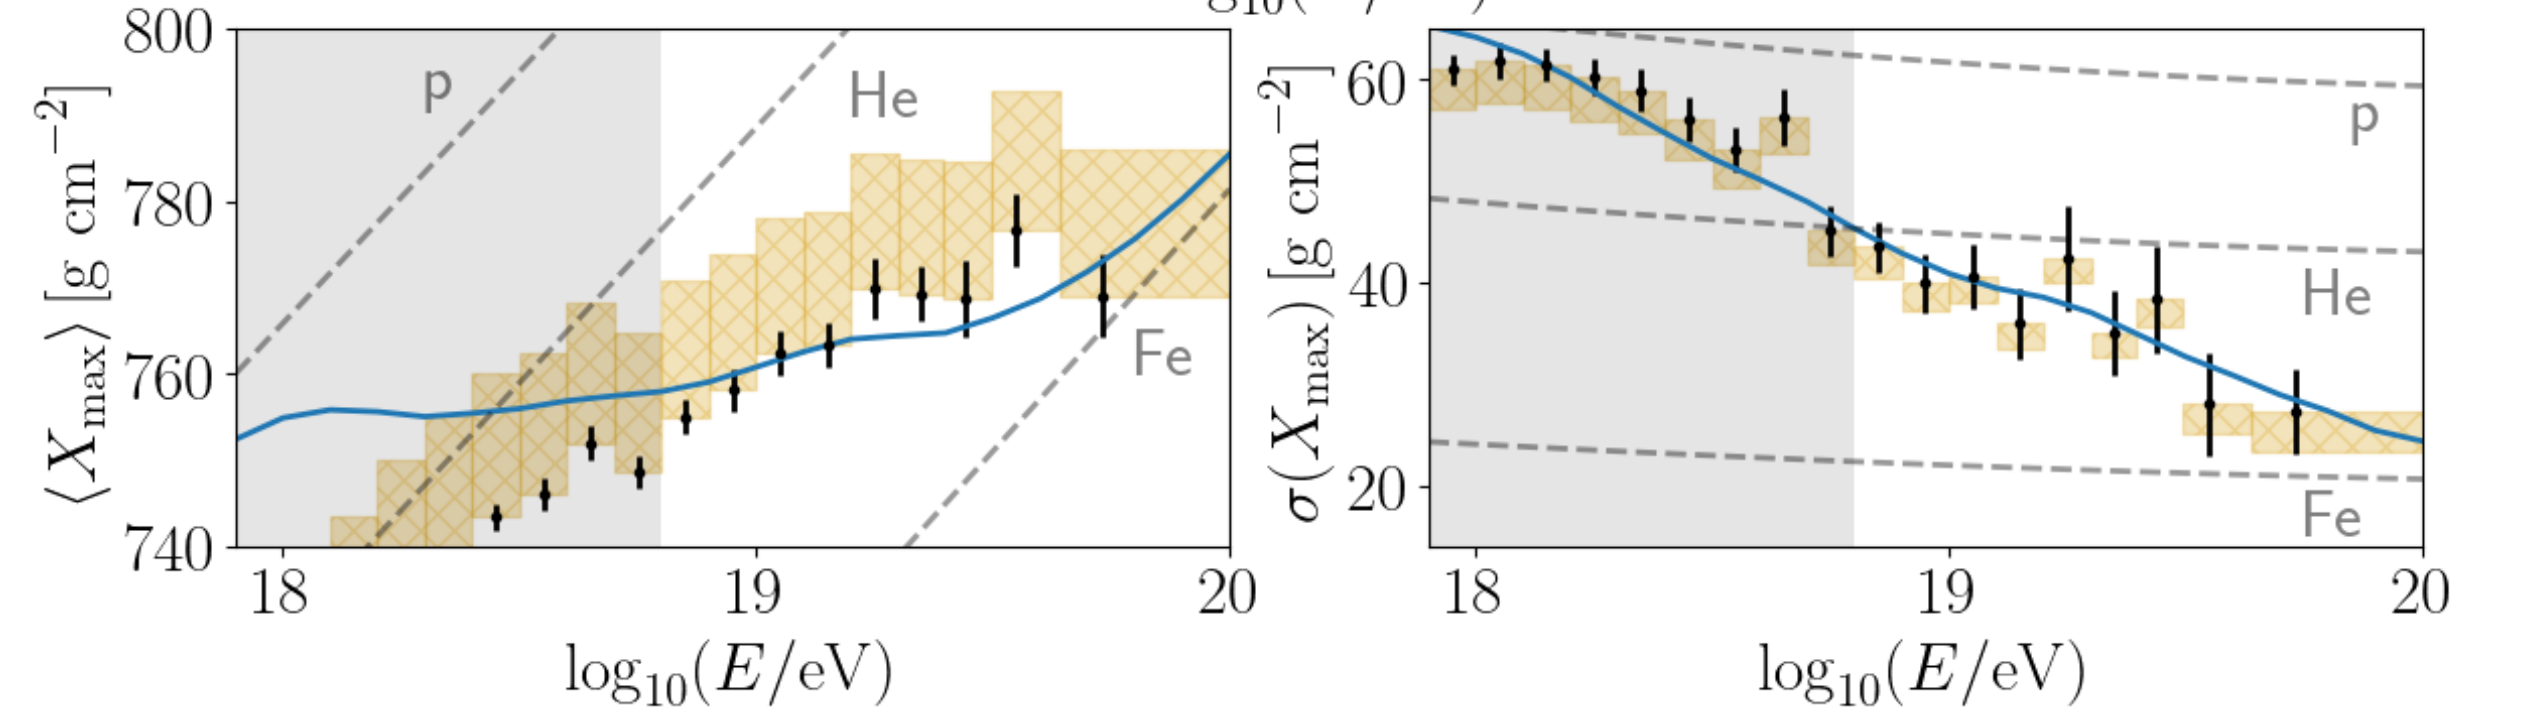 800
780
760
740
⟨X_max⟩ [g cm⁻²]
p
He
Fe
18 19 20
log₁₀(E/eV)
60
40
20
σ(X_max) [g cm⁻²]
p
He
Fe
18 19 20
log₁₀(E/eV)